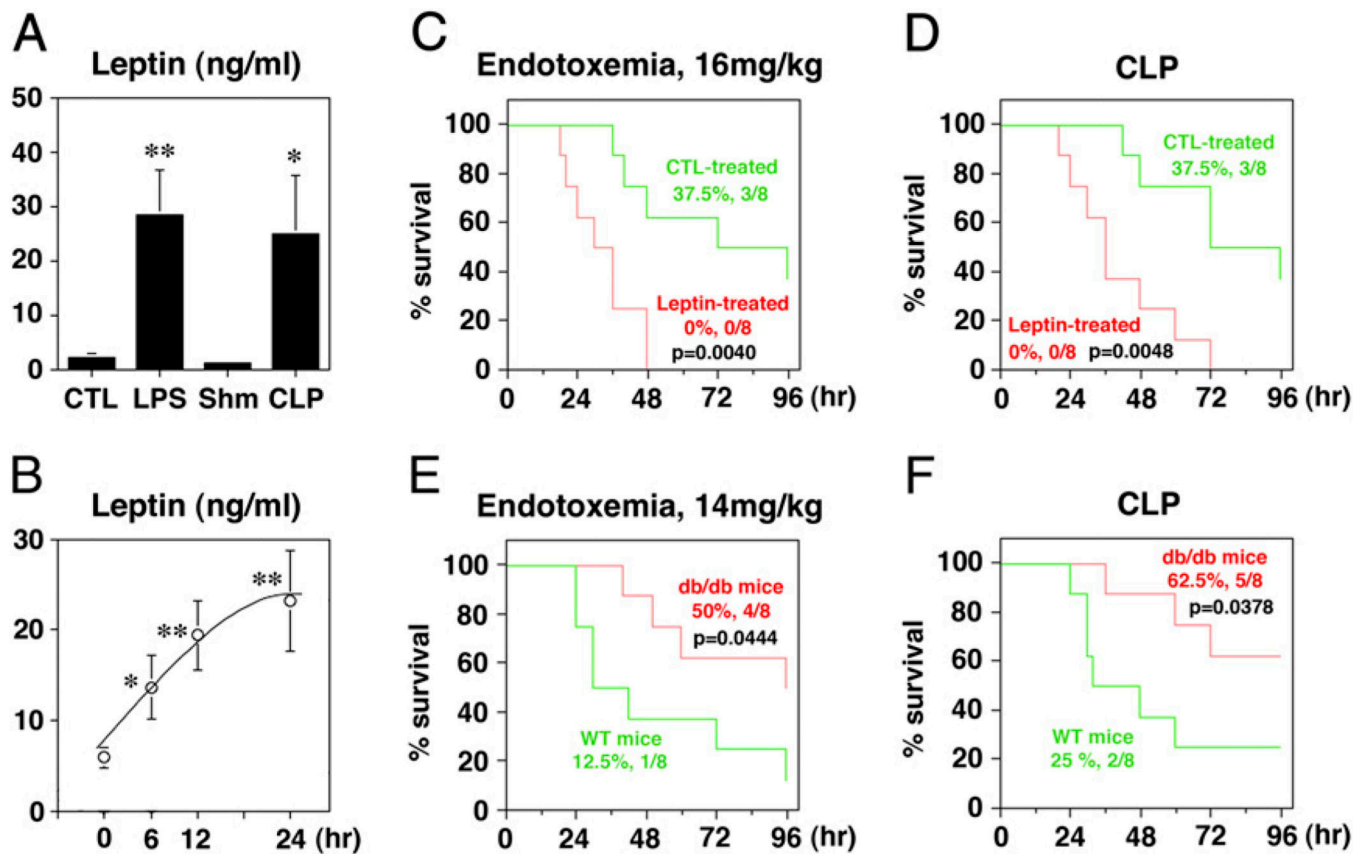 A
Leptin (ng/ml)
50
40
30
20
10
0
**
*
CTL LPS Shm CLP
B
Leptin (ng/ml)
30
20
10
0
*
**
**
0 6 12 24 (hr)
C
Endotoxemia, 16mg/kg
% survival
100
80
60
40
20
0
CTL-treated
37.5%, 3/8
Leptin-treated
0%, 0/8
p=0.0040
0 24 48 72 96 (hr)
D
CLP
% survival
100
80
60
40
20
0
CTL-treated
37.5%, 3/8
Leptin-treated
0%, 0/8 p=0.0048
0 24 48 72 96 (hr)
E
Endotoxemia, 14mg/kg
% survival
100
80
60
40
20
0
db/db mice
50%, 4/8
p=0.0444
WT mice
12.5%, 1/8
0 24 48 72 96 (hr)
F
CLP
% survival
100
80
60
40
20
0
db/db mice
62.5%, 5/8
p=0.0378
WT mice
25 %, 2/8
0 24 48 72 96 (hr)